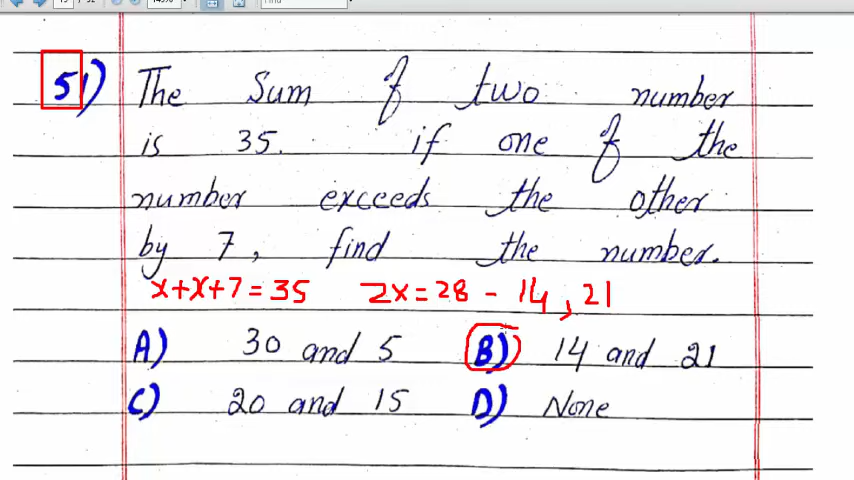 51) The Sum of two number
is 35. if one of the
number exceeds the other
by 7, find the number.
x+x+7=35 2x=28 - 14, 21
A) 30 and 5 B) 14 and 21
C) 20 and 15 D) None